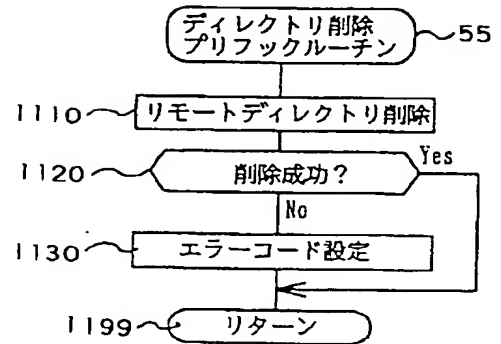 ディレクトリ削除
プリフックルーチン
55
1110
リモートディレクトリ削除
1120
削除成功?
Yes
No
1130
エラーコード設定
1199
リターン